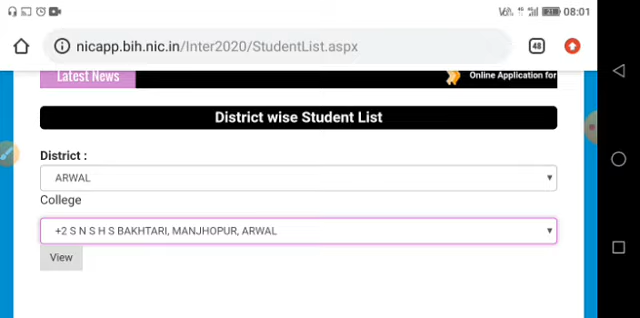 08:01
nicapp.bih.nic.in/Inter2020/StudentList.aspx
48
Latest News
Online Application for
District wise Student List
District :
ARWAL
College
+2 S N S H S BAKHTARI, MANJHOPUR, ARWAL
View